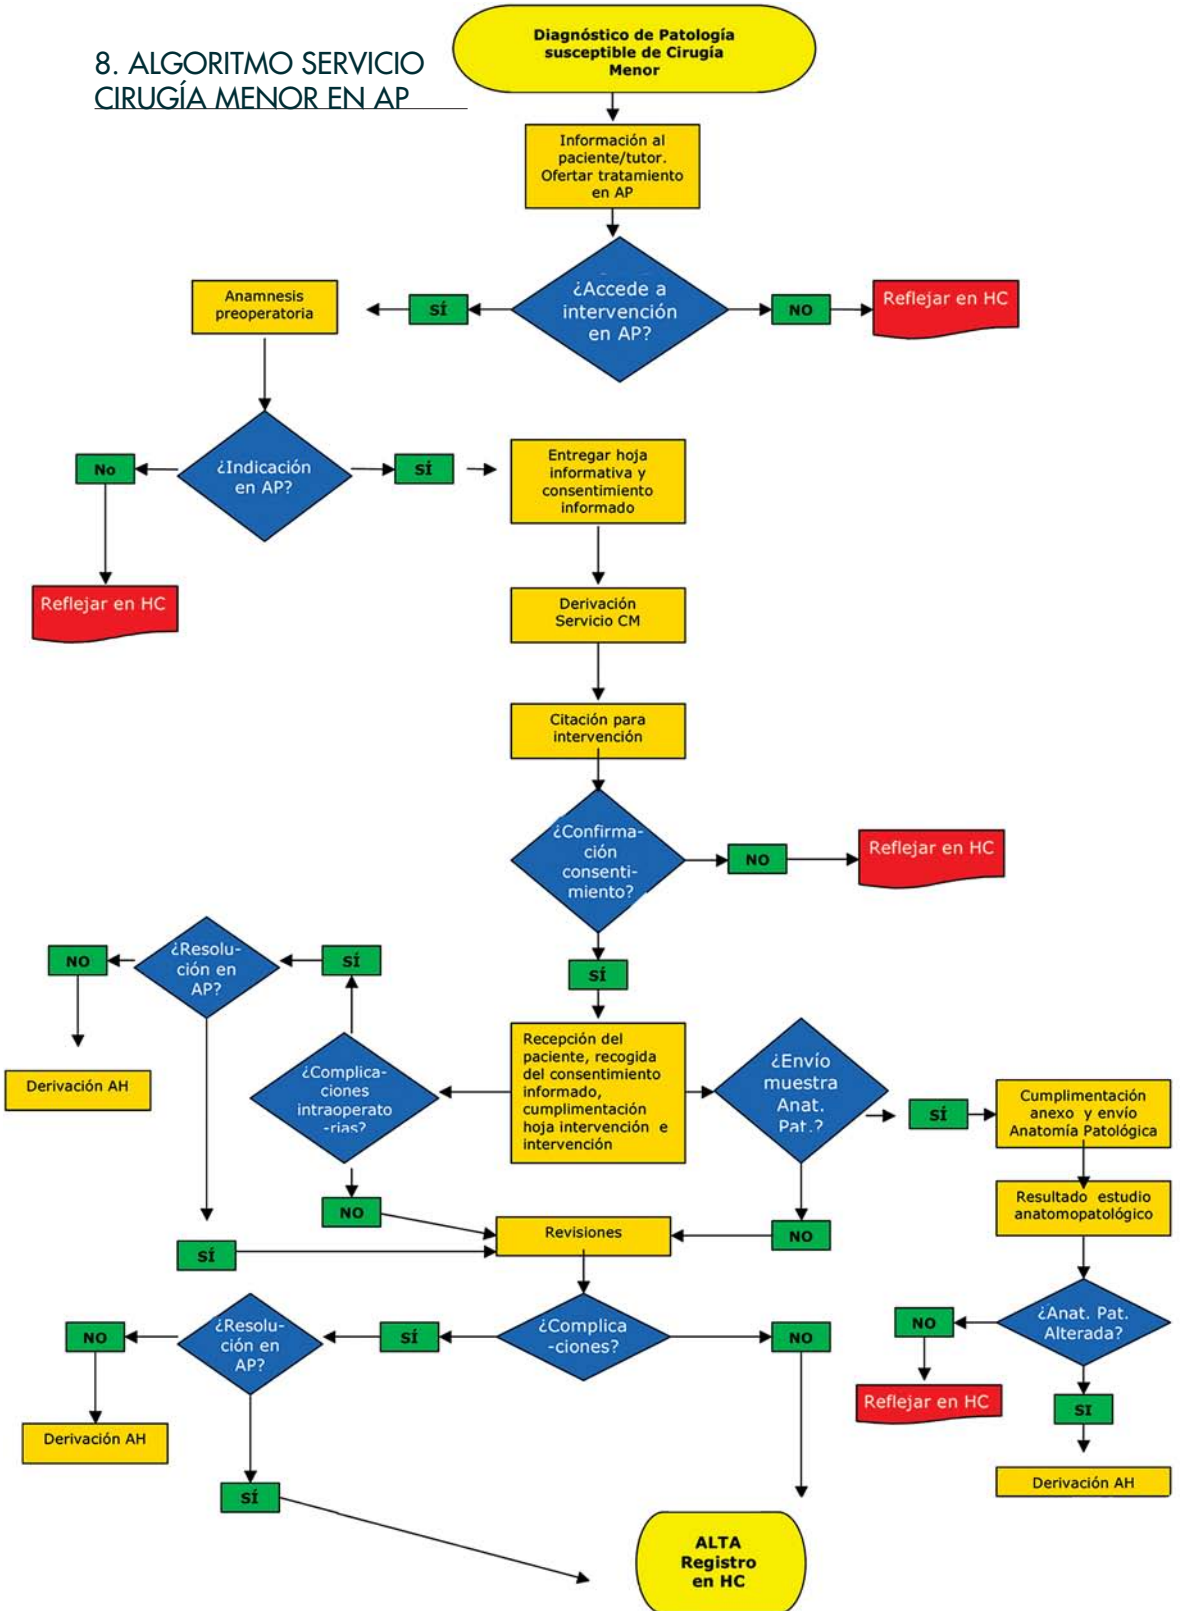 8. ALGORITMO SERVICIO
CIRUGÍA MENOR EN AP
Diagnóstico de Patología
susceptible de Cirugía
Menor
Información al
paciente/tutor.
Ofertar tratamiento
en AP
¿Accede a
intervención
en AP?
SÍ
NO
Reflejar en HC
Anamnesis
preoperatoria
¿Indicación
en AP?
No
SÍ
Reflejar en HC
Entregar hoja
informativa y
consentimiento
informado
Derivación
Servicio CM
Citación para
intervención
¿Confirma-
ción
consenti-
miento?
NO
Reflejar en HC
SÍ
Recepción del
paciente, recogida
del consentimiento
informado,
cumplimentación
hoja intervención e
intervención
¿Complica-
ciones
intraoperato
-rias?
SÍ
¿Resolu-
ción en
AP?
NO
Derivación AH
SÍ
NO
¿Envío
muestra
Anat.
Pat.?
SÍ
Cumplimentación
anexo y envío
Anatomía Patológica
Resultado estudio
anatomopatológico
¿Anat. Pat.
Alterada?
NO
Reflejar en HC
SI
Derivación AH
NO
Revisiones
¿Complica
-ciones?
SÍ
NO
¿Resolu-
ción en
AP?
NO
Derivación AH
SÍ
ALTA
Registro
en HC